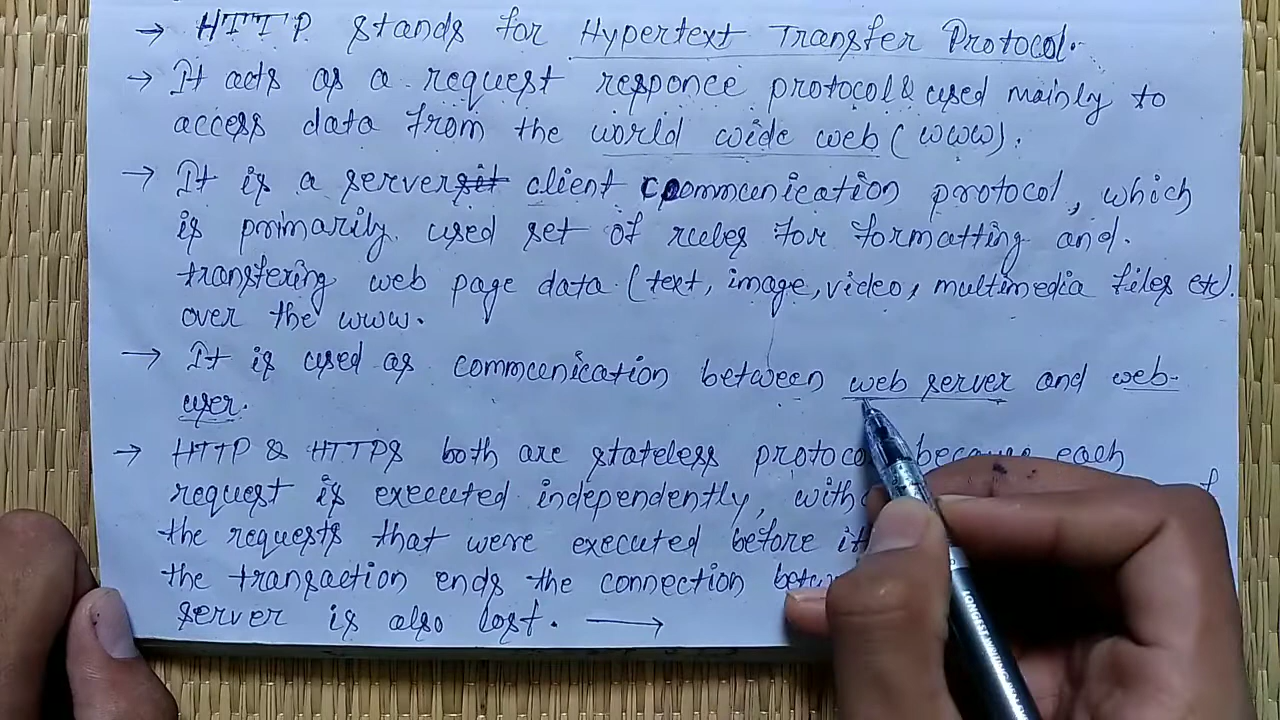 → HTTP stands for Hypertext Transfer Protocol.
→ It acts as a request responce protocol & used mainly to
access data from the world wide web (www).
→ It is a server client communication protocol, which
is primarily used set of rules for formatting and.
transfering web page data (text, image, video, multimedia files etc).
over the www.
→ It is used as communication between web server and web-
user.
→ HTTP & HTTPS both are stateless protocol because each
request is executed independently, with
the requests that were executed before it
the transaction ends the connection betw
server is also lost. →